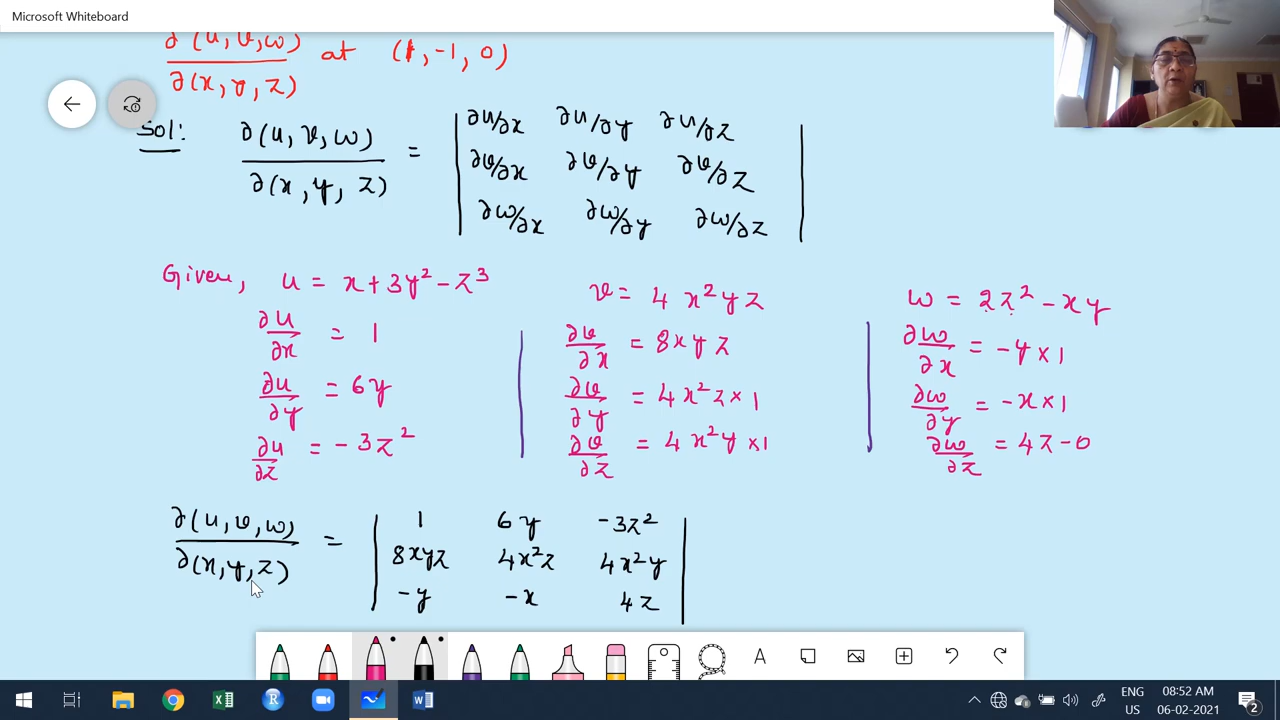 Microsoft Whiteboard
∂(u,v,w)/∂(x,y,z) at (1,-1,0)
Sol: ∂(u,v,w)/∂(x,y,z) = | ∂u/∂x ∂u/∂y ∂u/∂z |
| ∂v/∂x ∂v/∂y ∂v/∂z |
| ∂w/∂x ∂w/∂y ∂w/∂z |
Given, u = x+3y²-z³
∂u/∂x = 1
∂u/∂y = 6y
∂u/∂z = -3z²
v = 4x²yz
∂v/∂x = 8xyz
∂v/∂y = 4x²z×1
∂v/∂z = 4x²y×1
w = 2z²-xy
∂w/∂x = -y×1
∂w/∂y = -x×1
∂w/∂z = 4z-0
∂(u,v,w)/∂(x,y,z) = | 1 6y -3z² |
| 8xyz 4x²z 4x²y |
| -y -x 4z |
ENG
US
08:52 AM
06-02-2021
2